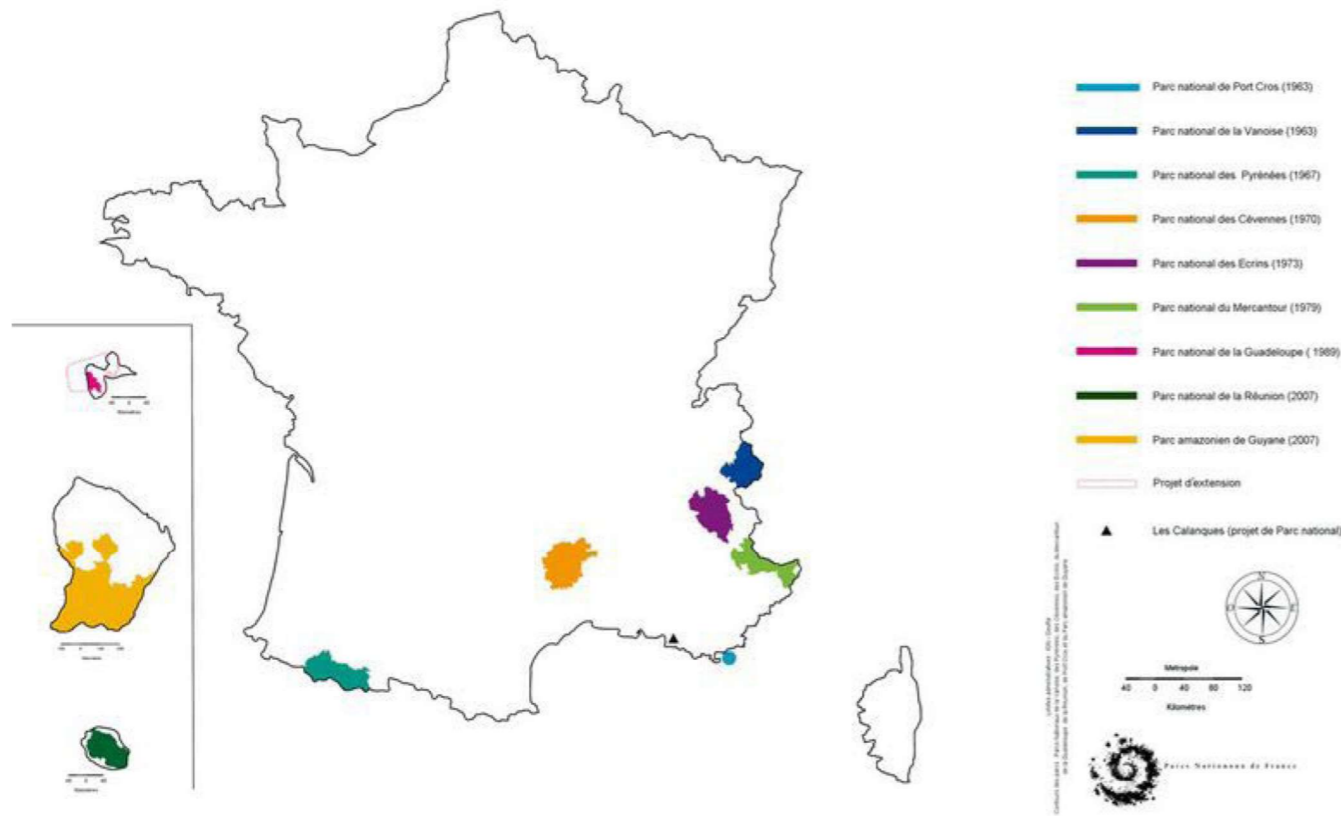 Parc national de Port Cros (1963)
Parc national de la Vanoise (1963)
Parc national des Pyrénées (1967)
Parc national des Cévennes (1970)
Parc national des Ecrins (1973)
Parc national du Mercantour (1979)
Parc national de la Guadeloupe ( 1989)
Parc national de la Réunion (2007)
Parc amazonien de Guyane (2007)
Projet d'extension
Les Calanques (projet de Parc national)
N
O
E
S
Métropole
40 0 40 80 120
Kilomètres
Parcs Nationaux de France